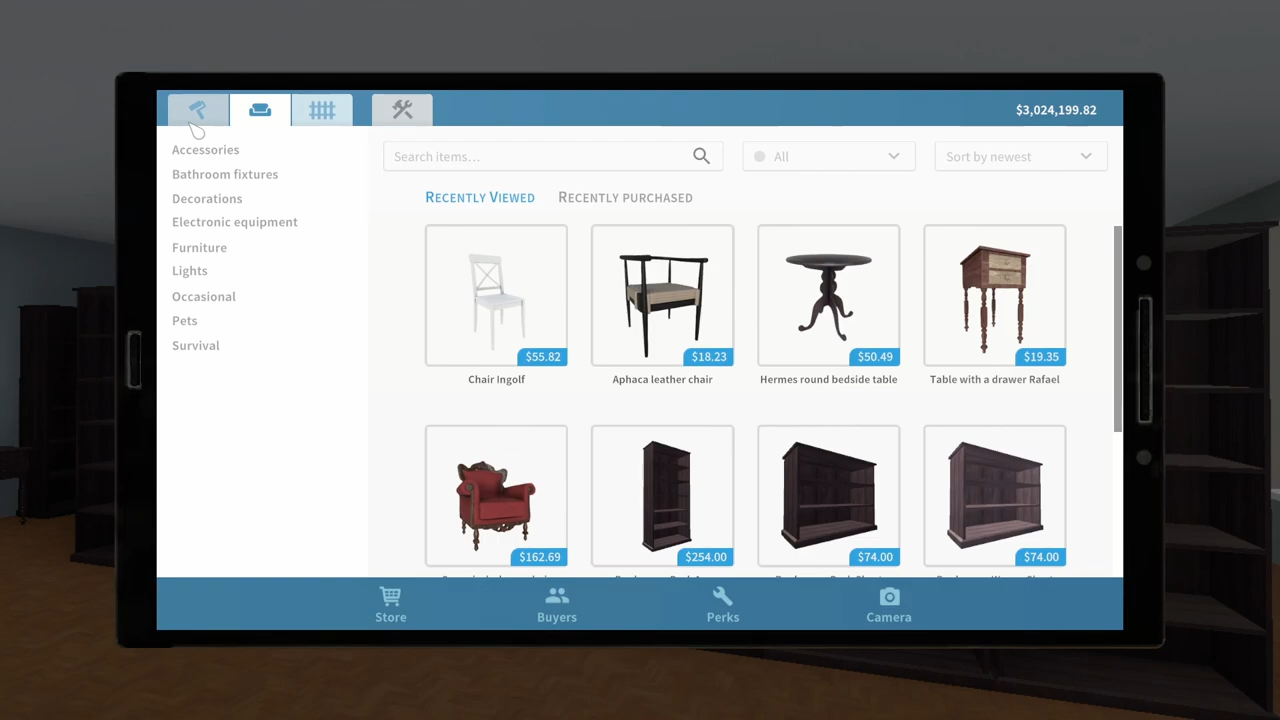 $3,024,199.82
Accessories
Bathroom fixtures
Decorations
Electronic equipment
Furniture
Lights
Occasional
Pets
Survival
Search items...
All
Sort by newest
RECENTLY VIEWED
RECENTLY PURCHASED
$55.82
$18.23
$50.49
$19.35
Chair Ingolf
Aphaca leather chair
Hermes round bedside table
Table with a drawer Rafael
$162.69
$254.00
$74.00
$74.00
Store
Buyers
Perks
Camera